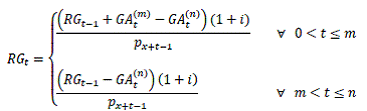 RG_t = { ((RG_{t-1} + GA_t^{(m)} − GA_t^{(n)}) (1 + i)) / p_{x+t-1}   ∀ 0 < t ≤ m
((RG_{t-1} − GA_t^{(n)}) (1 + i)) / p_{x+t-1}   ∀ m < t ≤ n